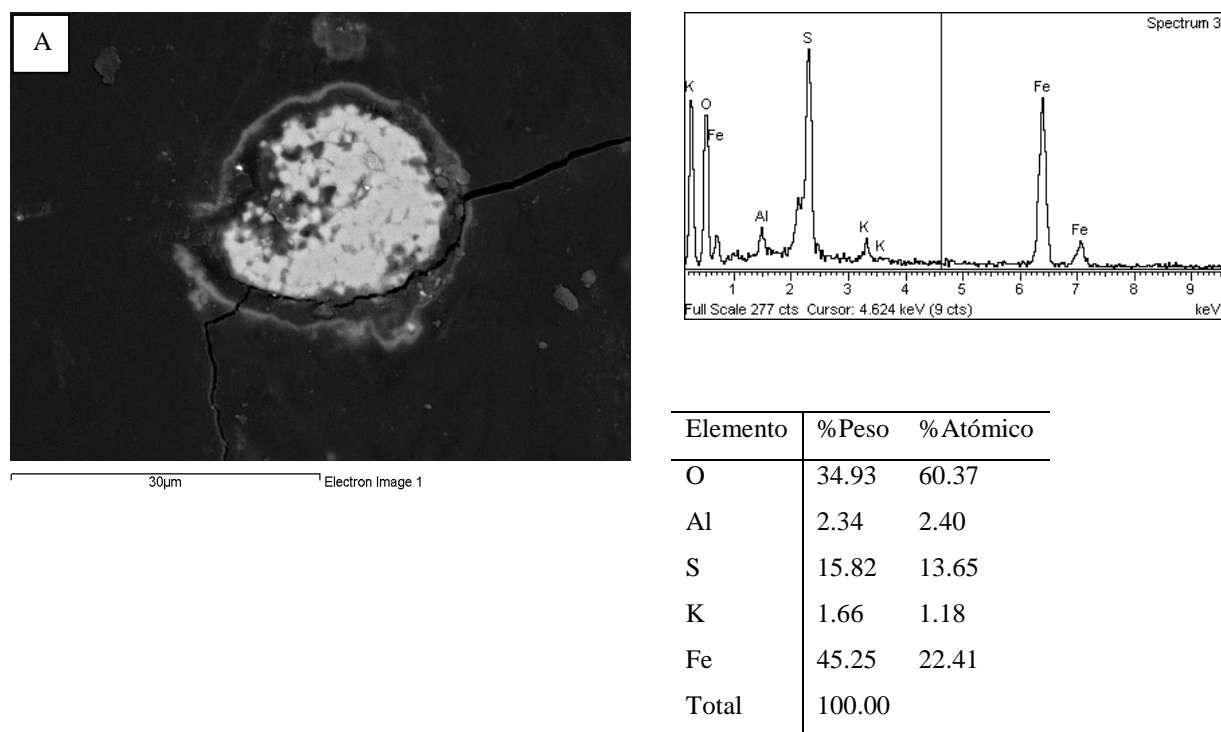 A
30µm
Electron Image 1
Spectrum 3
S
K
O
Fe
Fe
Al
K
K
Fe
1 2 3 4 5 6 7 8 9
Full Scale 277 cts Cursor: 4.624 keV (9 cts)
keV
Elemento %Peso %Atómico
O 34.93 60.37
Al 2.34 2.40
S 15.82 13.65
K 1.66 1.18
Fe 45.25 22.41
Total 100.00